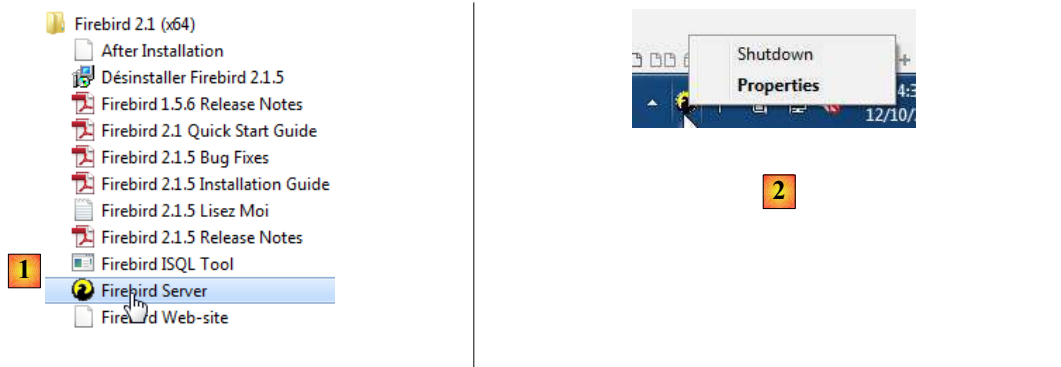 Firebird 2.1 (x64)
After Installation
Désinstaller Firebird 2.1.5
Firebird 1.5.6 Release Notes
Firebird 2.1 Quick Start Guide
Firebird 2.1.5 Bug Fixes
Firebird 2.1.5 Installation Guide
Firebird 2.1.5 Lisez Moi
Firebird 2.1.5 Release Notes
Firebird ISQL Tool
1
Firebird Server
Firebird Web-site
Shutdown
Properties
12/10/
2